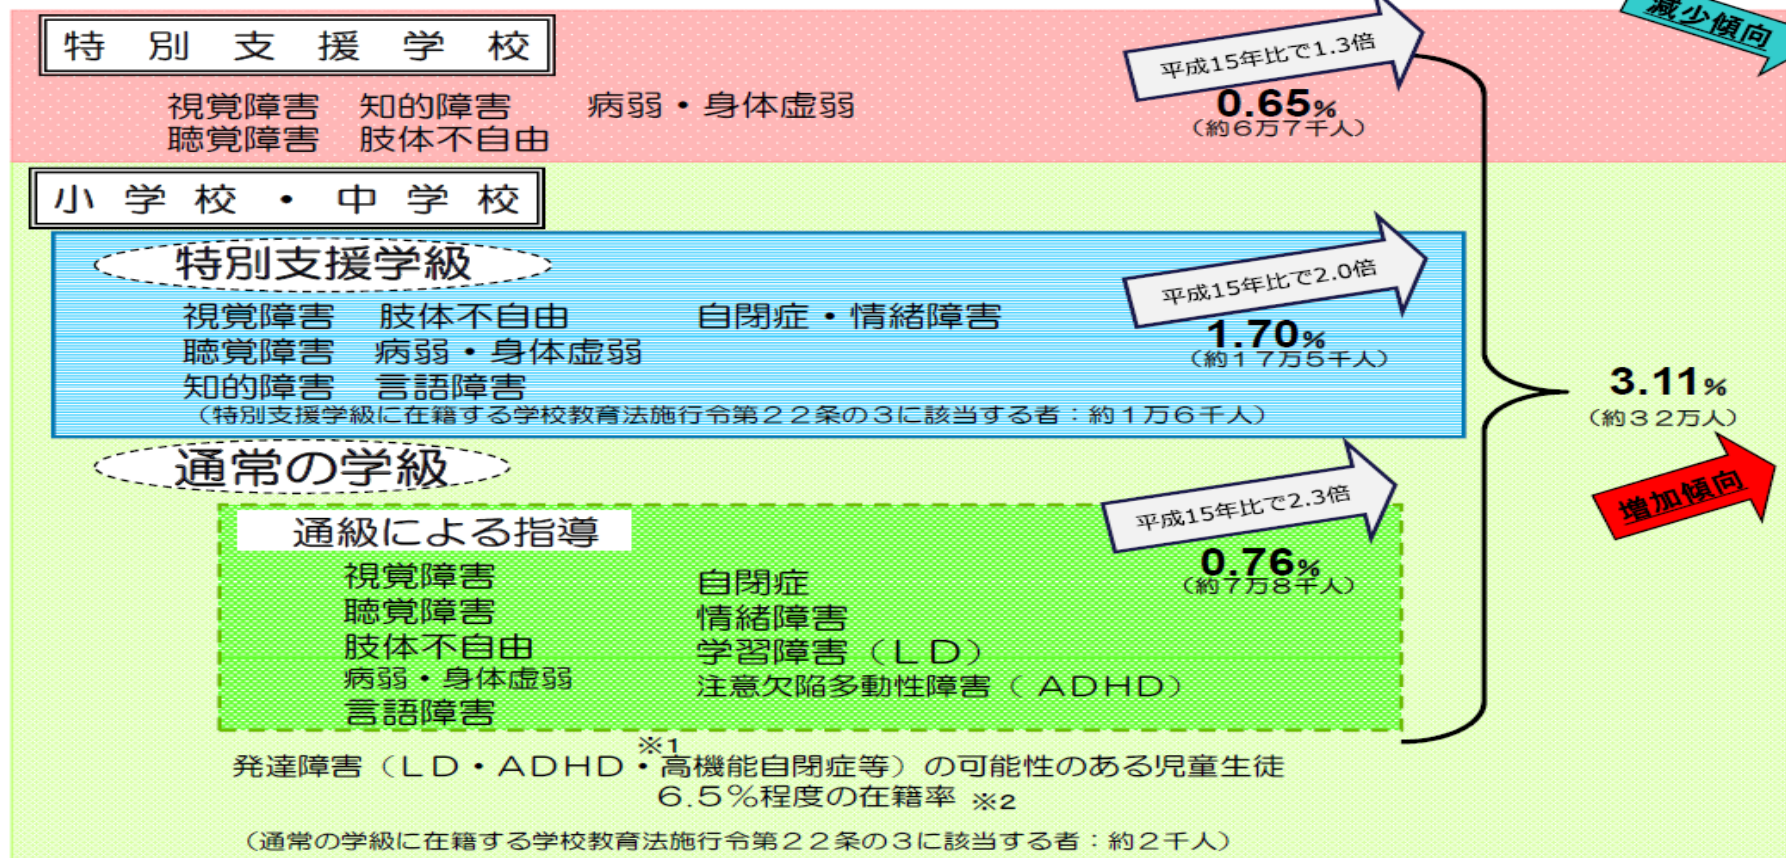 減少傾向
特別支援学校
平成15年比で1.3倍
視覚障害 知的障害 病弱・身体虚弱
聴覚障害 肢体不自由
0.65%
（約６万７千人）
小学校・中学校
特別支援学級
平成15年比で2.0倍
視覚障害 肢体不自由 自閉症・情緒障害
聴覚障害 病弱・身体虚弱
知的障害 言語障害
1.70%
（約１７万５千人）
（特別支援学級に在籍する学校教育法施行令第２２条の３に該当する者：約１万６千人）
3.11%
（約３２万人）
増加傾向
通常の学級
通級による指導
平成15年比で2.3倍
0.76%
（約７万８千人）
視覚障害 自閉症
聴覚障害 情緒障害
肢体不自由 学習障害（ＬＤ）
病弱・身体虚弱 注意欠陥多動性障害（ ＡＤＨＤ）
言語障害
※1
発達障害（ＬＤ・ＡＤＨＤ・高機能自閉症等）の可能性のある児童生徒
６.５％程度の在籍率 ※2
（通常の学級に在籍する学校教育法施行令第２２条の３に該当する者：約２千人）